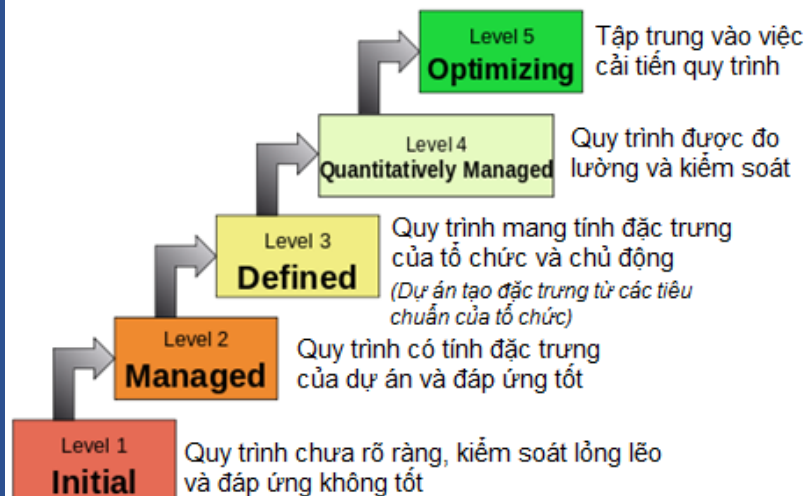 Level 5
Optimizing
Tập trung vào việc
cải tiến quy trình
Level 4
Quantitatively Managed
Quy trình được đo
lường và kiểm soát
Level 3
Defined
Quy trình mang tính đặc trưng
của tổ chức và chủ động
(Dự án tạo đặc trưng từ các tiêu
chuẩn của tổ chức)
Level 2
Managed
Quy trình có tính đặc trưng
của dự án và đáp ứng tốt
Level 1
Initial
Quy trình chưa rõ ràng, kiểm soát lỏng lẽo
và đáp ứng không tốt